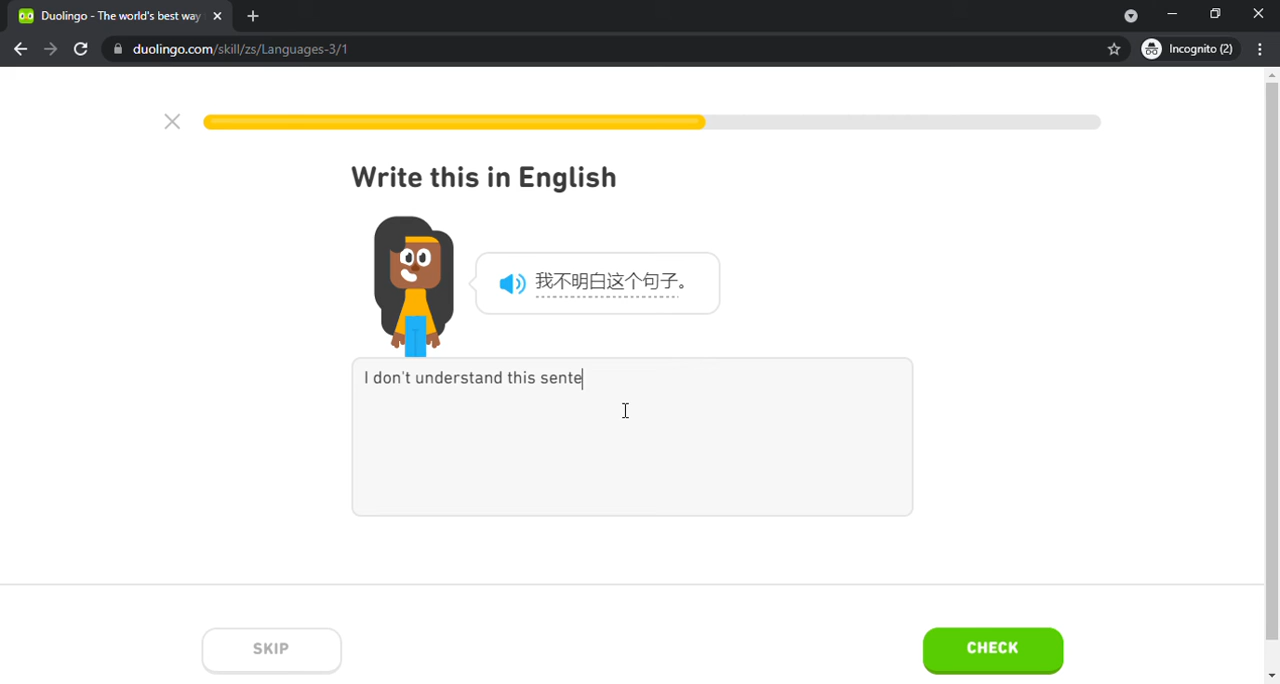 Duolingo - The world's best way
duolingo.com/skill/zs/Languages-3/1
Incognito (2)
Write this in English
我不明白这个句子。
I don't understand this sente
SKIP
CHECK